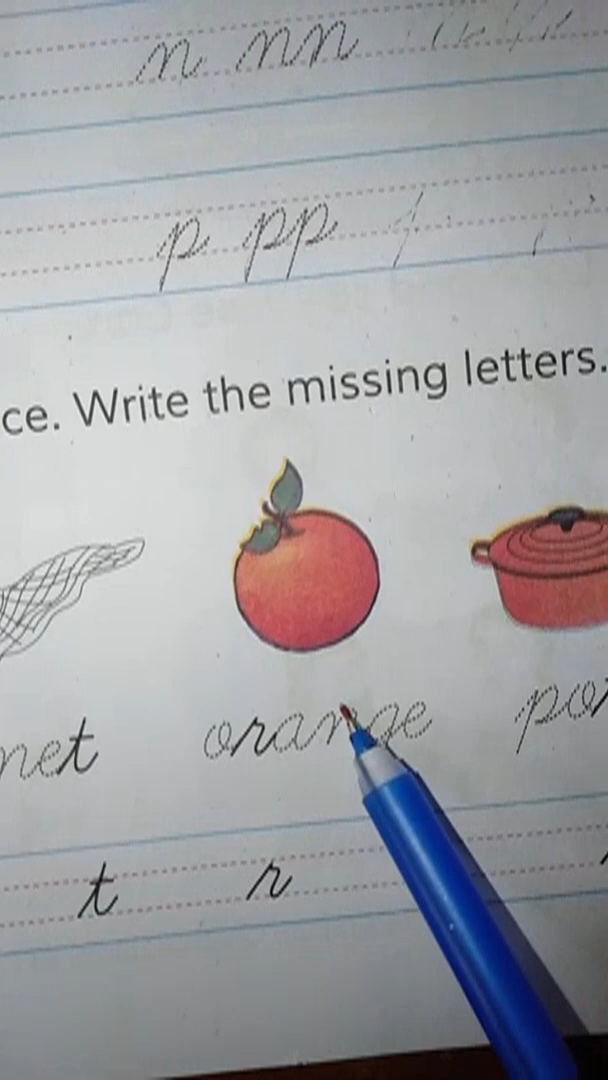 n nn
p pp
ce. Write the missing letters.
net orange
t r